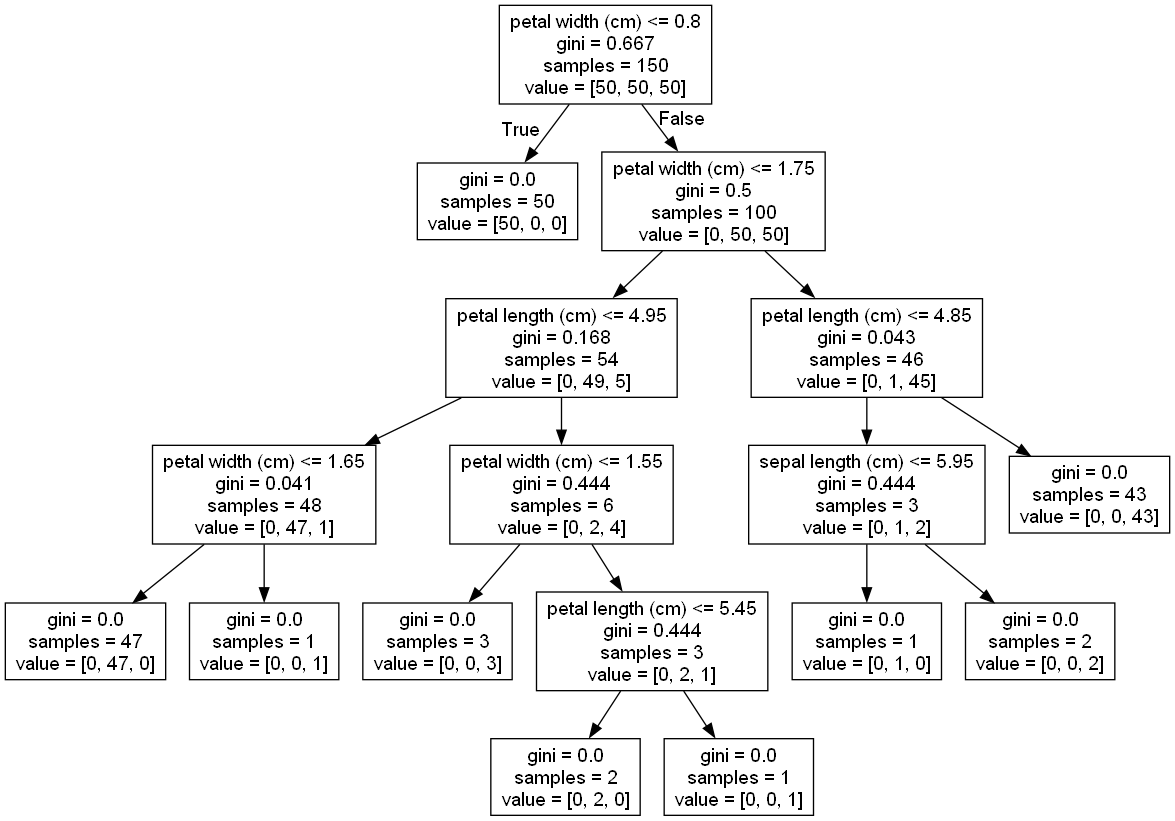 petal width (cm) <= 0.8
gini = 0.667
samples = 150
value = [50, 50, 50]
True
False
gini = 0.0
samples = 50
value = [50, 0, 0]
petal width (cm) <= 1.75
gini = 0.5
samples = 100
value = [0, 50, 50]
petal length (cm) <= 4.95
gini = 0.168
samples = 54
value = [0, 49, 5]
petal length (cm) <= 4.85
gini = 0.043
samples = 46
value = [0, 1, 45]
petal width (cm) <= 1.65
gini = 0.041
samples = 48
value = [0, 47, 1]
petal width (cm) <= 1.55
gini = 0.444
samples = 6
value = [0, 2, 4]
sepal length (cm) <= 5.95
gini = 0.444
samples = 3
value = [0, 1, 2]
gini = 0.0
samples = 43
value = [0, 0, 43]
gini = 0.0
samples = 47
value = [0, 47, 0]
gini = 0.0
samples = 1
value = [0, 0, 1]
gini = 0.0
samples = 3
value = [0, 0, 3]
petal length (cm) <= 5.45
gini = 0.444
samples = 3
value = [0, 2, 1]
gini = 0.0
samples = 1
value = [0, 1, 0]
gini = 0.0
samples = 2
value = [0, 0, 2]
gini = 0.0
samples = 2
value = [0, 2, 0]
gini = 0.0
samples = 1
value = [0, 0, 1]